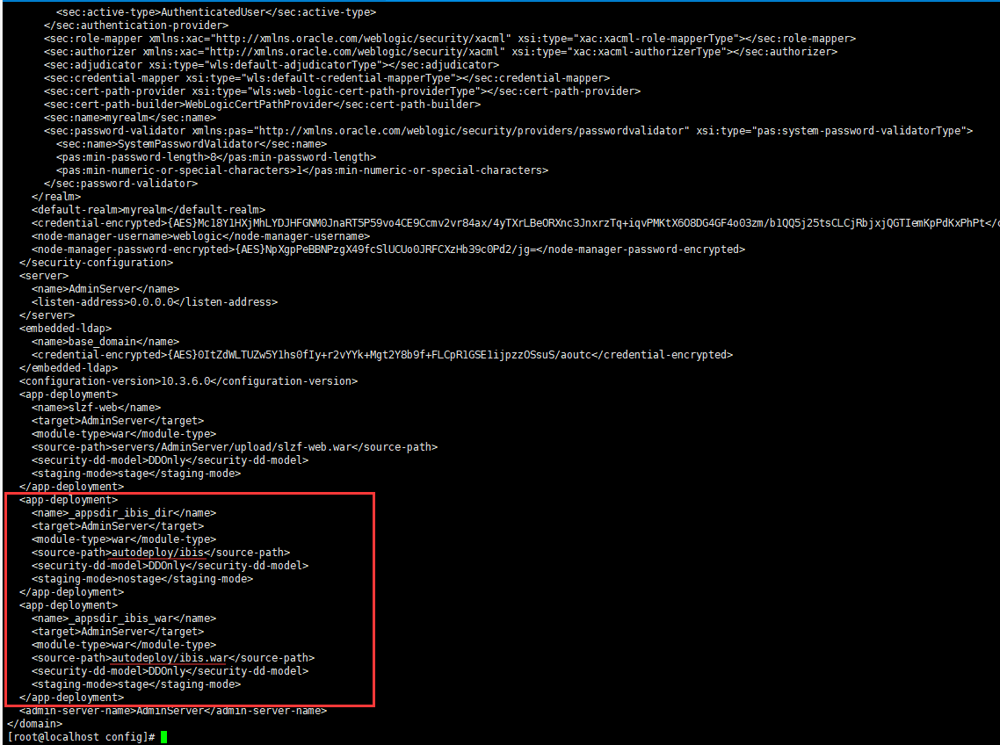 <sec:active-type>AuthenticatedUser</sec:active-type>
</sec:authentication-provider>
<sec:role-mapper xmlns:xac="http://xmlns.oracle.com/weblogic/security/xacml" xsi:type="xac:xacml-role-mapperType"></sec:role-mapper>
<sec:authorizer xmlns:xac="http://xmlns.oracle.com/weblogic/security/xacml" xsi:type="xac:xacml-authorizerType"></sec:authorizer>
<sec:adjudicator xsi:type="wls:default-adjudicatorType"></sec:adjudicator>
<sec:credential-mapper xsi:type="wls:default-credential-mapperType"></sec:credential-mapper>
<sec:cert-path-provider xsi:type="wls:web-logic-cert-path-providerType"></sec:cert-path-provider>
<sec:cert-path-builder>WebLogicCertPathProvider</sec:cert-path-builder>
<sec:name>myrealm</sec:name>
<sec:password-validator xmlns:pas="http://xmlns.oracle.com/weblogic/security/providers/passwordvalidator" xsi:type="pas:system-password-validatorType">
<sec:name>SystemPasswordValidator</sec:name>
<pas:min-password-length>8</pas:min-password-length>
<pas:min-numeric-or-special-characters>1</pas:min-numeric-or-special-characters>
</sec:password-validator>
</realm>
<default-realm>myrealm</default-realm>
<credential-encrypted>{AES}Mc18Y1HXjMhLYDJHFGNM0JnaRT5P59vo4CE9Ccmv2vr84ax/4yTXrLBeORXnc3JnxrzTq+iqvPMKtX6O8DG4GF4o03zm/b1QQ5j25tsCLCjRbjxjQGTIemKpPdKxPhPt</
<node-manager-username>weblogic</node-manager-username>
<node-manager-password-encrypted>{AES}NpXgpPeBBNPzgX49fcSlUCUo0JRFCXzHb39c0Pd2/jg=</node-manager-password-encrypted>
</security-configuration>
<server>
<name>AdminServer</name>
<listen-address>0.0.0.0</listen-address>
</server>
<embedded-ldap>
<name>base_domain</name>
<credential-encrypted>{AES}0ItZdWLTUZw5Y1hs0fIy+r2vYYk+Mgt2Y8b9f+FLCpR1GSE1ijpzzOSsuS/aoutc</credential-encrypted>
</embedded-ldap>
<configuration-version>10.3.6.0</configuration-version>
<app-deployment>
<name>slzf-web</name>
<target>AdminServer</target>
<module-type>war</module-type>
<source-path>servers/AdminServer/upload/slzf-web.war</source-path>
<security-dd-model>DDOnly</security-dd-model>
<staging-mode>stage</staging-mode>
</app-deployment>
<app-deployment>
<name>_appsdir_ibis_dir</name>
<target>AdminServer</target>
<module-type>war</module-type>
<source-path>autodeploy/ibis</source-path>
<security-dd-model>DDOnly</security-dd-model>
<staging-mode>nostage</staging-mode>
</app-deployment>
<app-deployment>
<name>_appsdir_ibis_war</name>
<target>AdminServer</target>
<module-type>war</module-type>
<source-path>autodeploy/ibis.war</source-path>
<security-dd-model>DDOnly</security-dd-model>
<staging-mode>stage</staging-mode>
</app-deployment>
<admin-server-name>AdminServer</admin-server-name>
</domain>
[root@localhost config]#